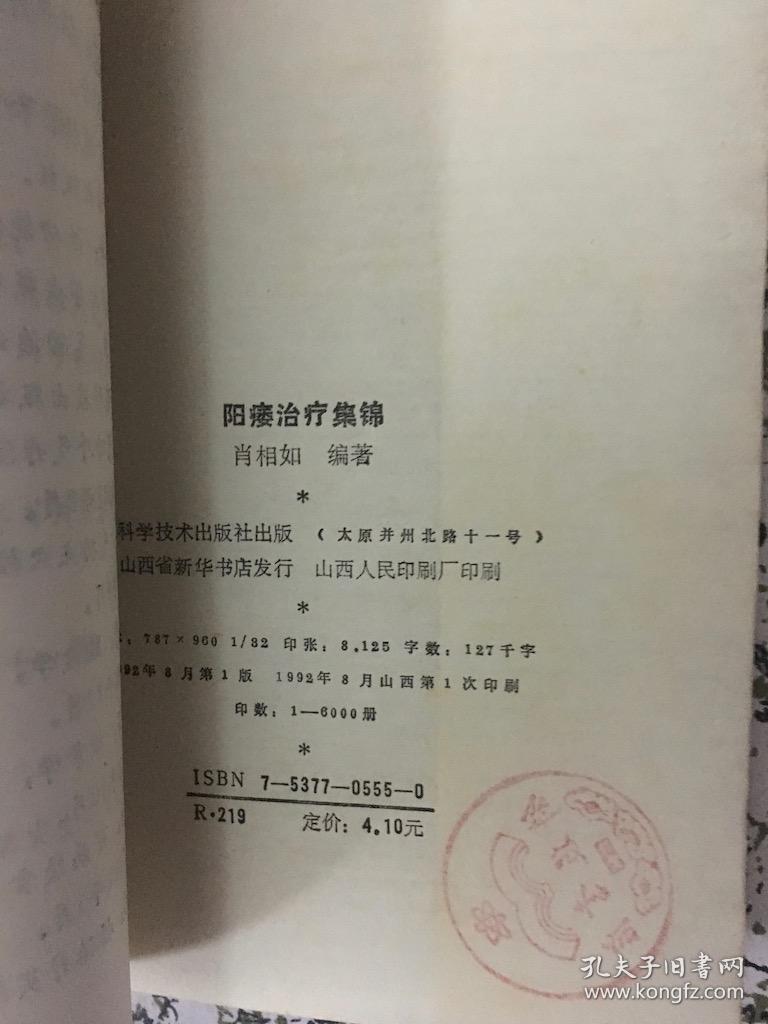 阳痿治疗集锦
肖相如 编著
*
科学技术出版社出版 (太原并州北路十一号)
山西省新华书店发行 山西人民印刷厂印刷
*
: 787×960 1/32 印张: 8.125 字数: 127千字
992年8月第1版 1992年8月山西第1次印刷
印数: 1—6000册
*
ISBN 7—5377—0555—0
R·219 定价: 4.10元
孔夫子旧书网
www.kongfz.com